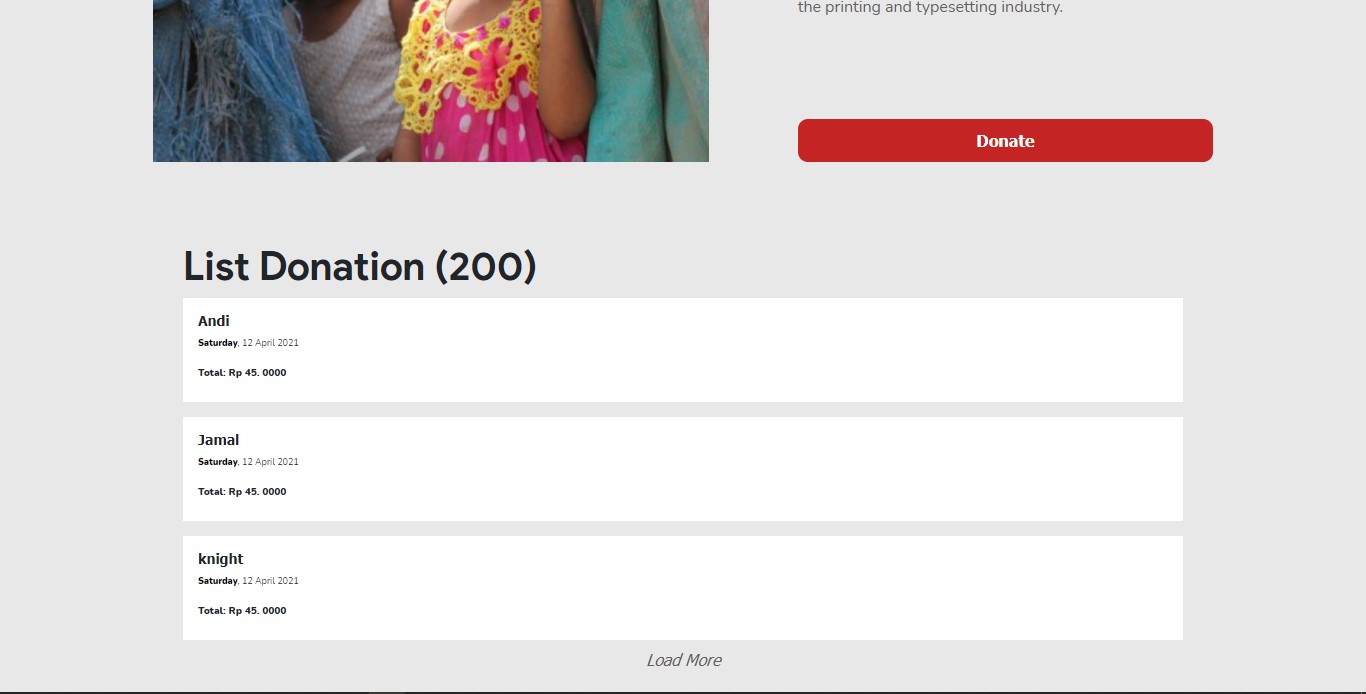 the printing and typesetting industry.
Donate
List Donation (200)
Andi
Saturday, 12 April 2021
Total: Rp 45. 0000
Jamal
Saturday, 12 April 2021
Total: Rp 45. 0000
knight
Saturday, 12 April 2021
Total: Rp 45. 0000
Load More